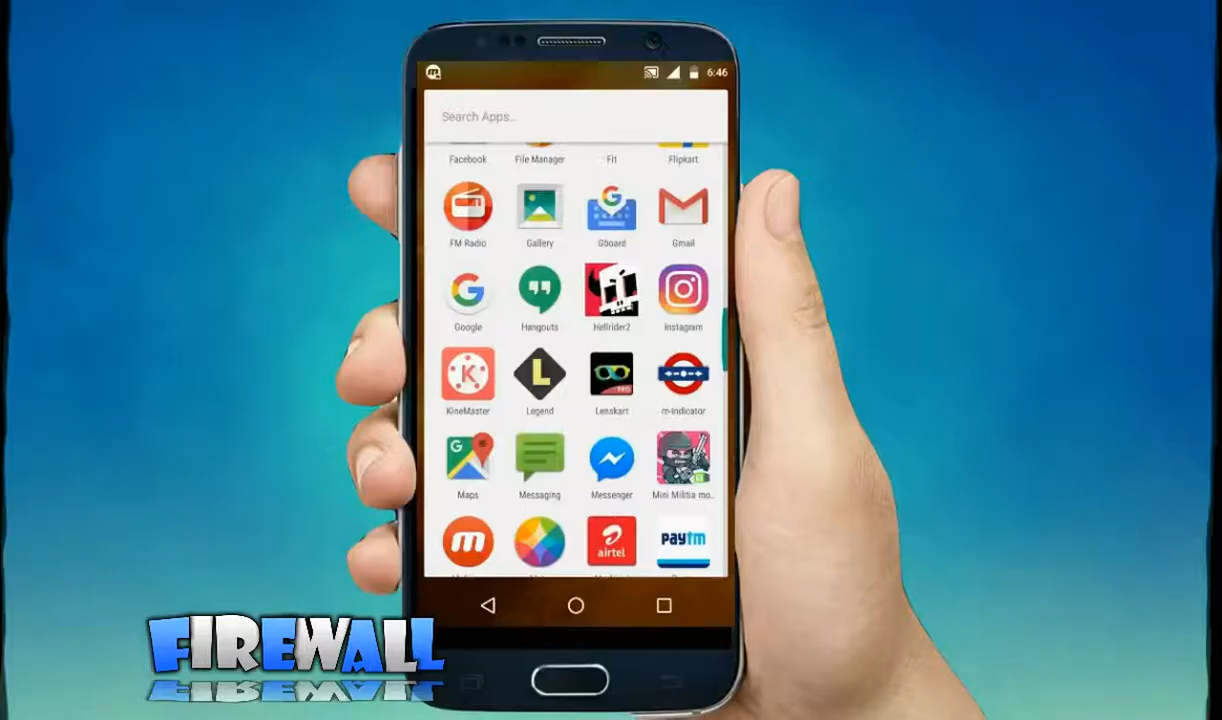 6:46
Search Apps...
Facebook File Manager Fit Flipkart
FM Radio Gallery Gboard Gmail
Google Hangouts Hellrider2 Instagram
KineMaster Legend Lenskart m-Indicator
PRO
Maps Messaging Messenger Mini Militia mo..
airtel paytm
FIREWALL